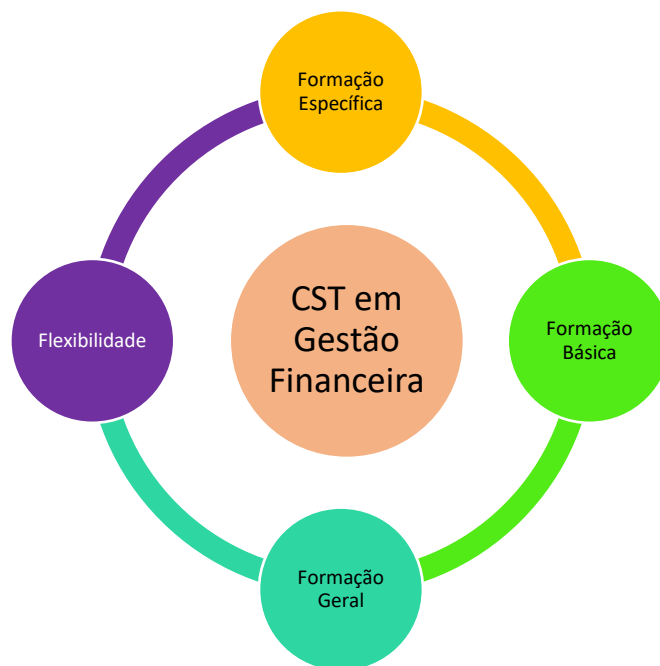 Formação
Específica
Flexibilidade
CST em
Gestão
Financeira
Formação
Básica
Formação
Geral